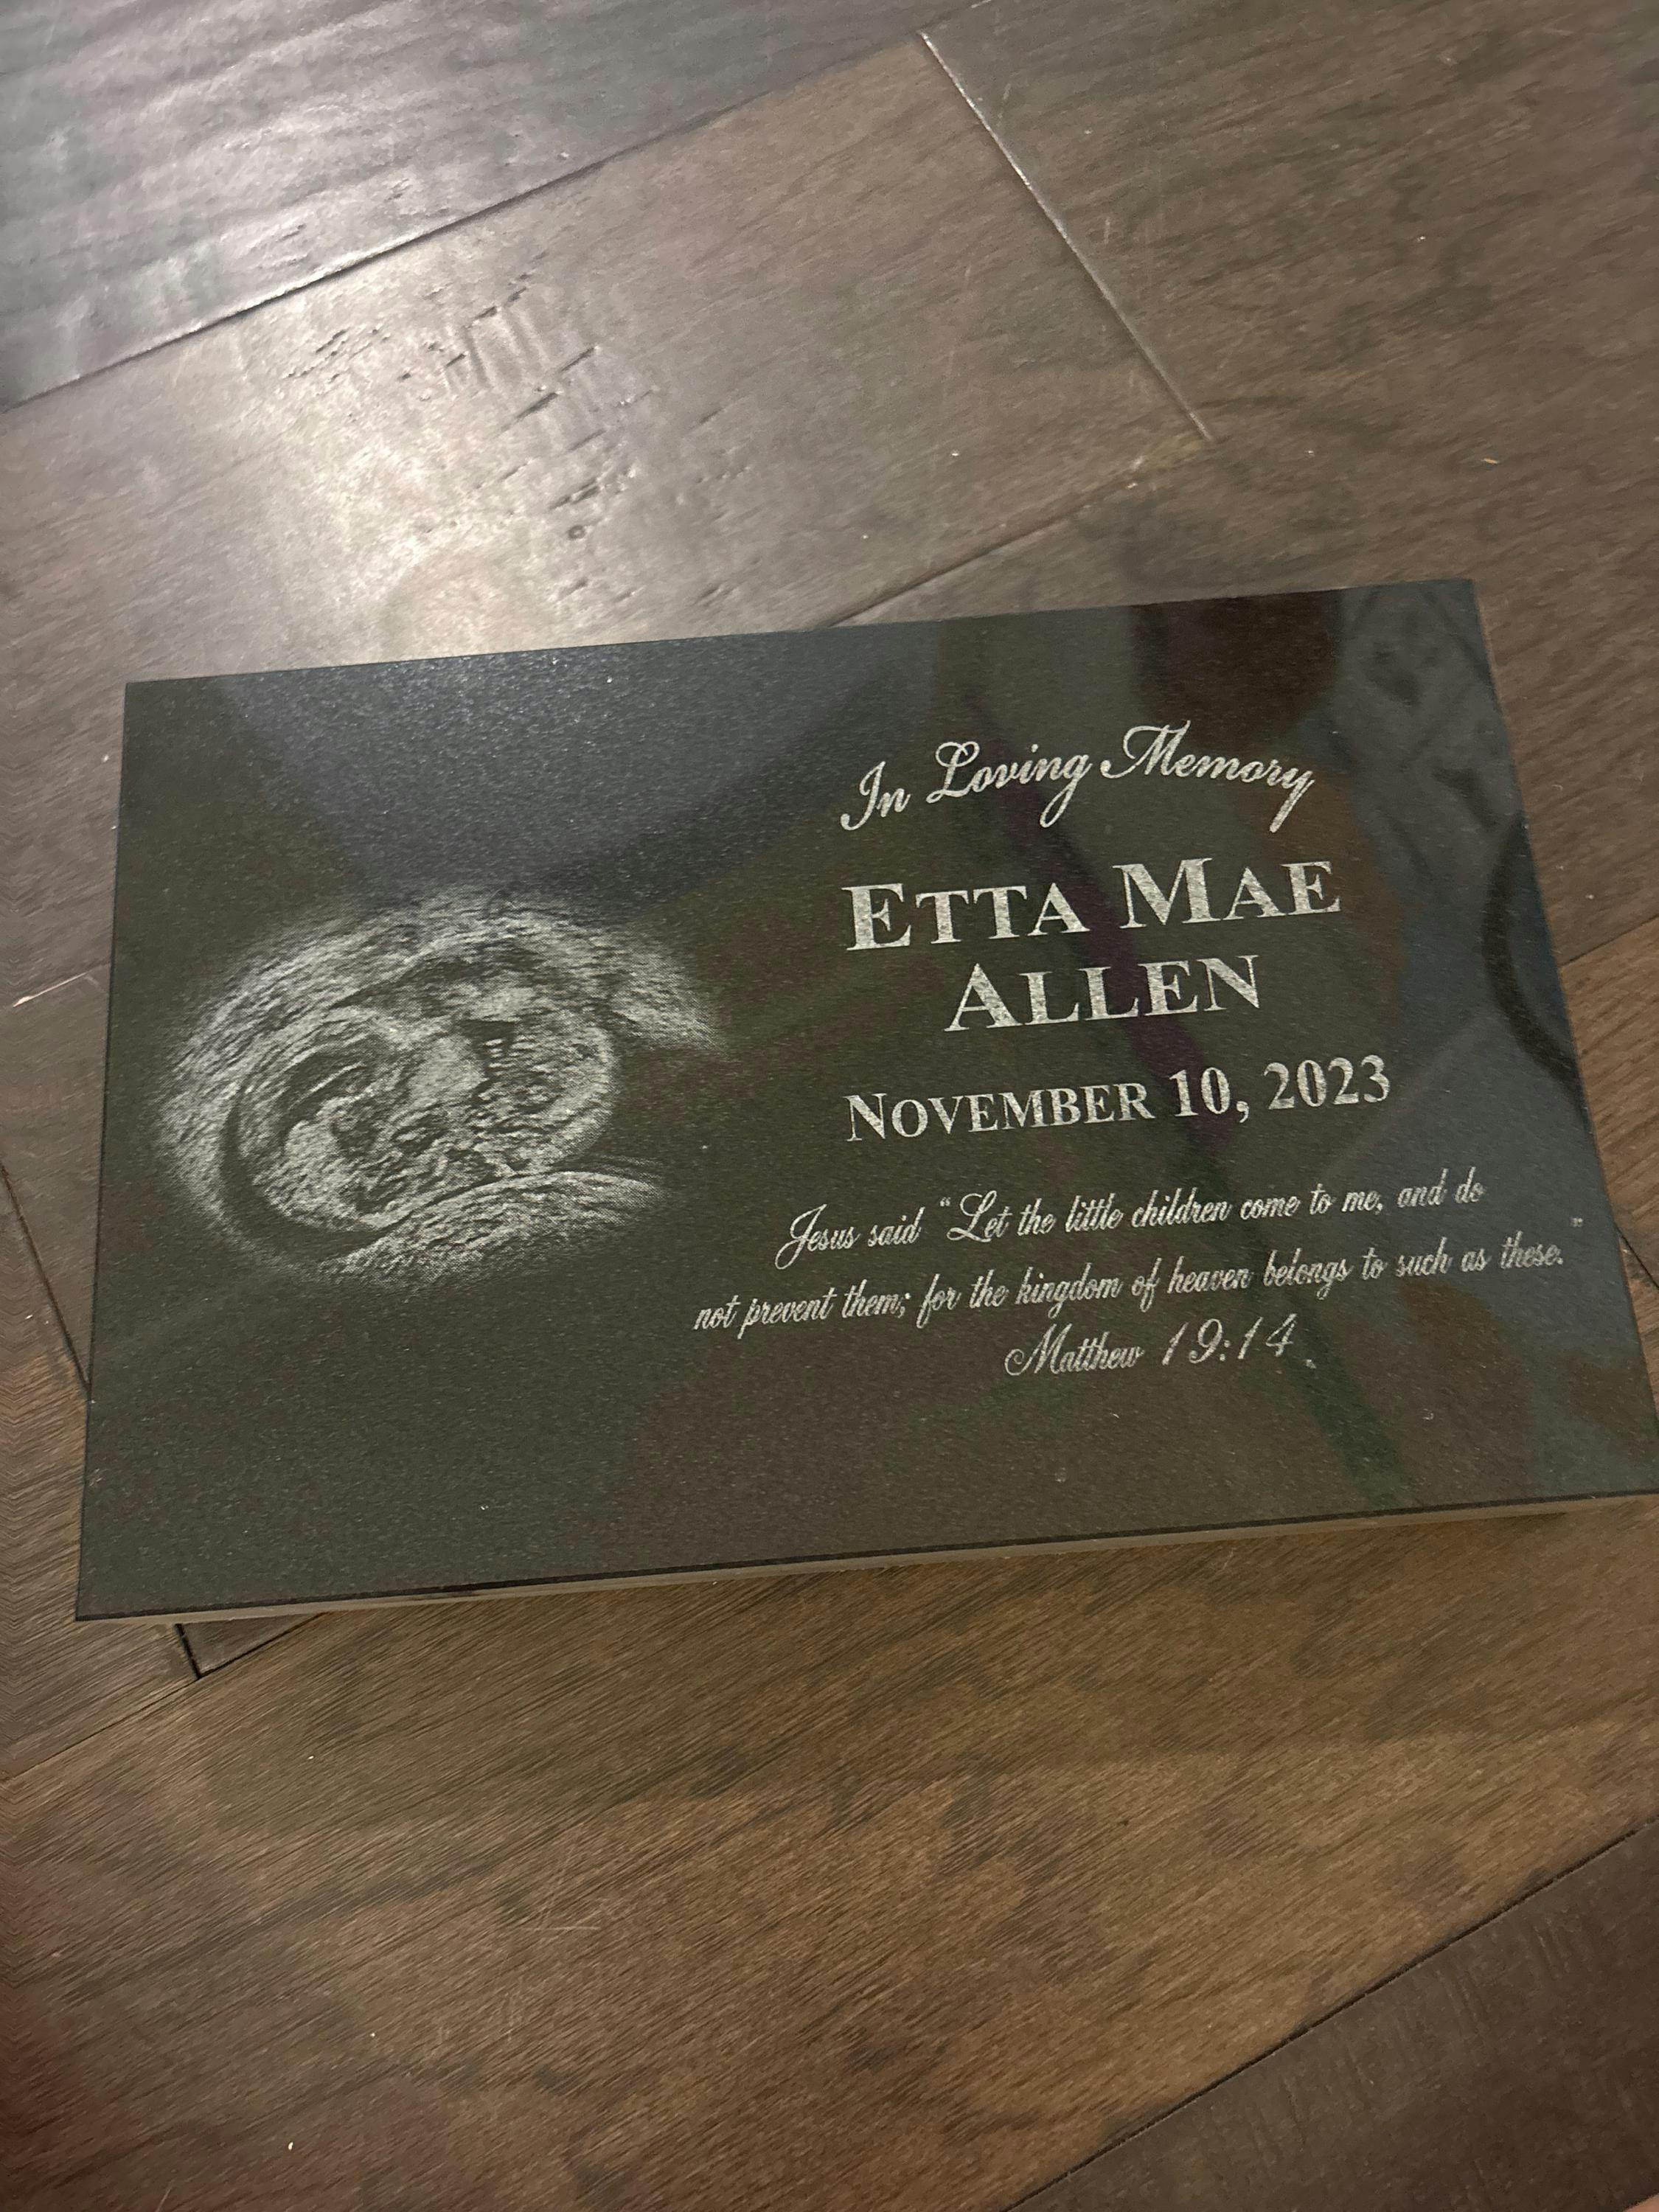 In Loving Memory
ETTA MAE
ALLEN
NOVEMBER 10, 2023
Jesus said "Let the little children come to me, and do
not prevent them; for the kingdom of heaven belongs to such as these."
Matthew 19:14.